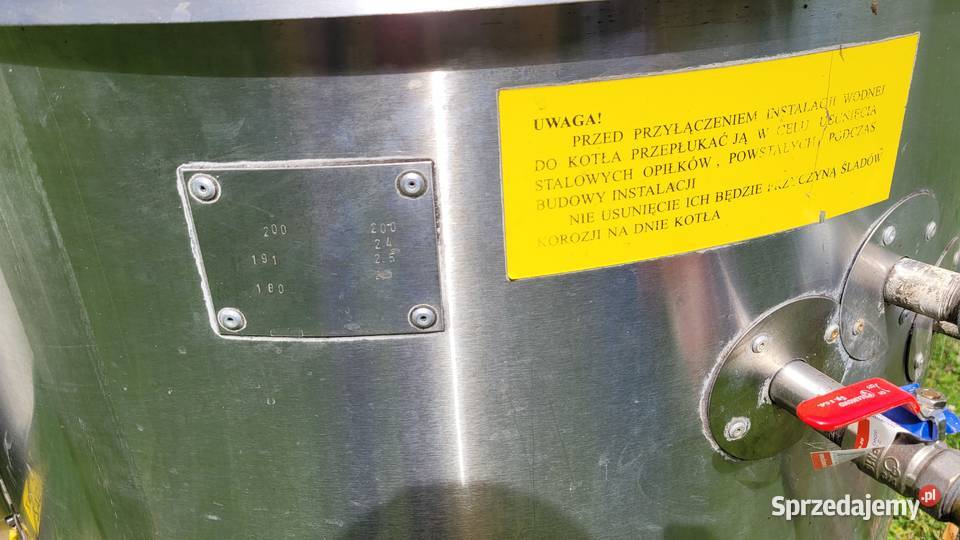 200 200
24
191 2.5
180
UWAGA!
PRZED PRZYŁĄCZENIEM INSTALACJI WODNEJ
DO KOTŁA PRZEPŁUKAĆ JĄ W CELU USUNIĘCIA
STALOWYCH OPIŁKÓW , POWSTAŁYCH PODCZAS
BUDOWY INSTALACJI
NIE USUNIĘCIE ICH BĘDZIE PRZYCZYNĄ ŚLADÓW
KOROZJI NA DNIE KOTŁA
Sprzedajemy.pl